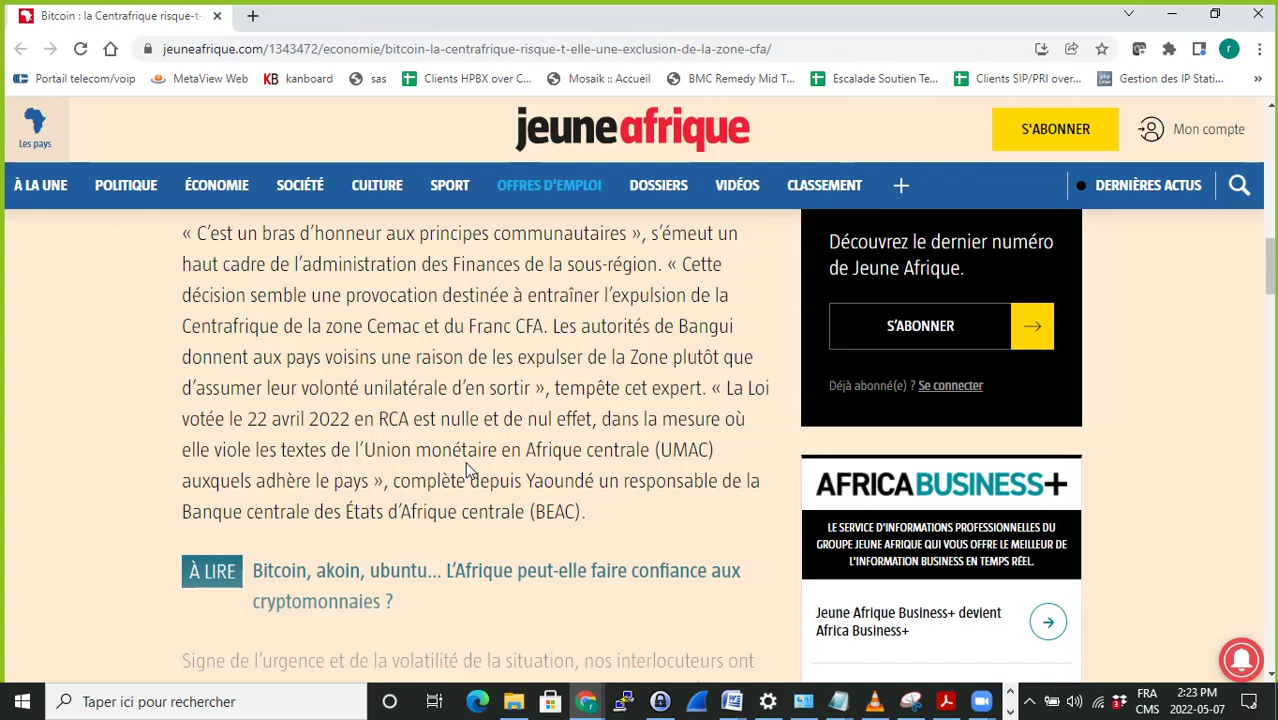 Bitcoin : la Centrafrique risque-t-
jeuneafrique.com/1343472/economie/bitcoin-la-centrafrique-risque-t-elle-une-exclusion-de-la-zone-cfa/
r
Portail telecom/voip
MetaView Web
KB kanboard
sas
Clients HPBX over C...
Mosaik :: Accueil
BMC Remedy Mid T...
Escalade Soutien Te...
Clients SIP/PRI over...
Gestion des IP Stati...
»
Les pays
jeuneafrique
S'ABONNER
Mon compte
À LA UNE
POLITIQUE
ÉCONOMIE
SOCIÉTÉ
CULTURE
SPORT
OFFRES D'EMPLOI
DOSSIERS
VIDÉOS
CLASSEMENT
DERNIÈRES ACTUS
« C'est un bras d'honneur aux principes communautaires », s'émeut un
haut cadre de l'administration des Finances de la sous-région. « Cette
décision semble une provocation destinée à entraîner l'expulsion de la
Centrafrique de la zone Cemac et du Franc CFA. Les autorités de Bangui
donnent aux pays voisins une raison de les expulser de la Zone plutôt que
d'assumer leur volonté unilatérale d'en sortir », tempête cet expert. « La Loi
votée le 22 avril 2022 en RCA est nulle et de nul effet, dans la mesure où
elle viole les textes de l'Union monétaire en Afrique centrale (UMAC)
auxquels adhère le pays », complète depuis Yaoundé un responsable de la
Banque centrale des États d'Afrique centrale (BEAC).
À LIRE
Bitcoin, akoin, ubuntu... L'Afrique peut-elle faire confiance aux
cryptomonnaies ?
Signe de l'urgence et de la volatilité de la situation, nos interlocuteurs ont
Découvrez le dernier numéro
de Jeune Afrique.
S'ABONNER
Déjà abonné(e) ? Se connecter
AFRICABUSINESS+
LE SERVICE D'INFORMATIONS PROFESSIONNELLES DU
GROUPE JEUNE AFRIQUE QUI VOUS OFFRE LE MEILLEUR DE
L'INFORMATION BUSINESS EN TEMPS RÉEL.
Jeune Afrique Business+ devient
Africa Business+
Taper ici pour rechercher
FRA
CMS
2:23 PM
2022-05-07